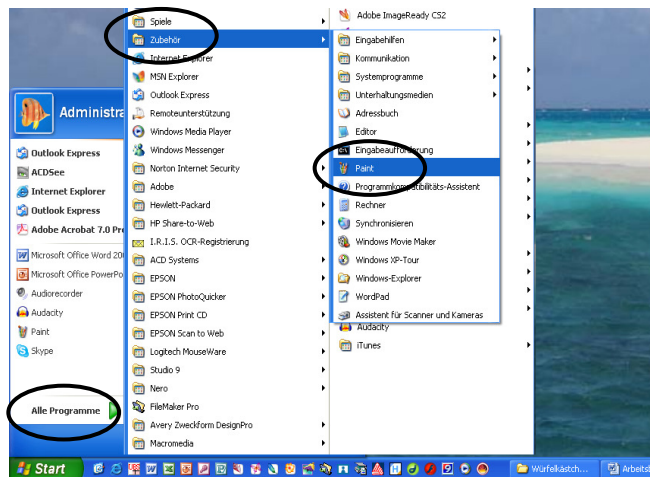 Spiele
Zubehör
Internet Explorer
MSN Explorer
Outlook Express
Remoteunterstützung
Windows Media Player
Windows Messenger
Norton Internet Security
Adobe
Hewlett-Packard
HP Share-to-Web
I.R.I.S. OCR-Registrierung
ACD Systems
EPSON
EPSON PhotoQuicker
EPSON Print CD
EPSON Scan to Web
Logitech MouseWare
Studio 9
Nero
FileMaker Pro
Avery Zweckform DesignPro
Macromedia
Adobe ImageReady CS2
Eingabehilfen
Kommunikation
Systemprogramme
Unterhaltungsmedien
Adressbuch
Editor
Eingabeaufforderung
Paint
Programmkompatibilitäts-Assistent
Rechner
Synchronisieren
Windows Movie Maker
Windows XP-Tour
Windows-Explorer
WordPad
Assistent für Scanner und Kameras
Audacity
iTunes
Administra
Outlook Express
ACDSee
Internet Explorer
Outlook Express
Adobe Acrobat 7.0 Pr
Microsoft Office Word 20
Microsoft Office PowerPo
Audiorecorder
Audacity
Paint
Skype
Alle Programme
Start
Würfelkästch...
Arbeitst